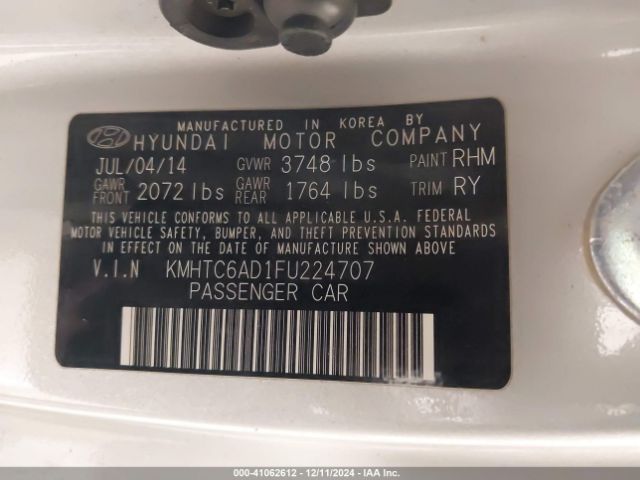 MANUFACTURED IN KOREA BY
HYUNDAI MOTOR COMPANY
JUL/04/14 GVWR 3748 lbs PAINT RHM
GAWR FRONT 2072 lbs GAWR REAR 1764 lbs TRIM RY
THIS VEHICLE CONFORMS TO ALL APPLICABLE U.S.A. FEDERAL
MOTOR VEHICLE SAFETY, BUMPER, AND THEFT PREVENTION STANDARDS
IN EFFECT ON THE DATE OF MANUFACTURE SHOWN ABOVE
V.I.N KMHTC6AD1FU224707
PASSENGER CAR
000-41062612 - 12/11/2024 - IAAI.COM